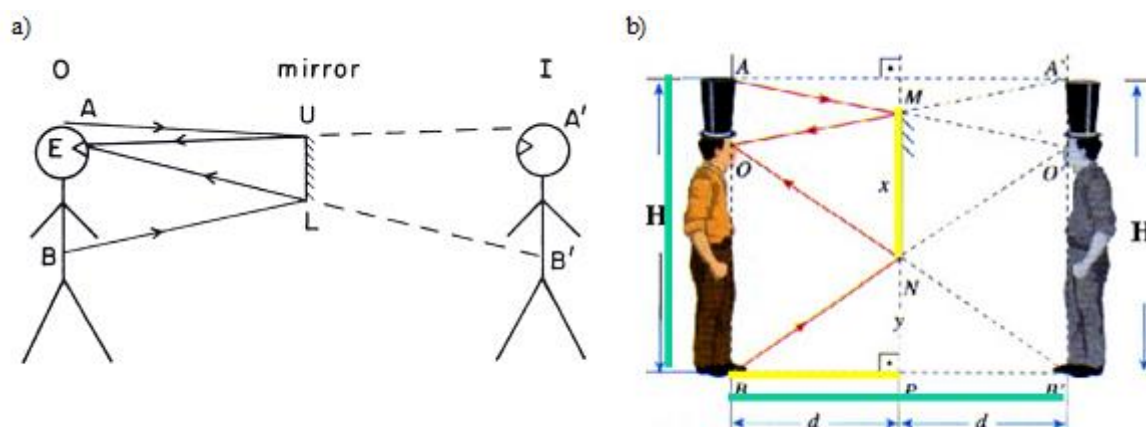 a)
O mirror I
A U A'
E
L
B B'
b)
A A'
M
O O'
x
H H
N
y
B P B'
d d